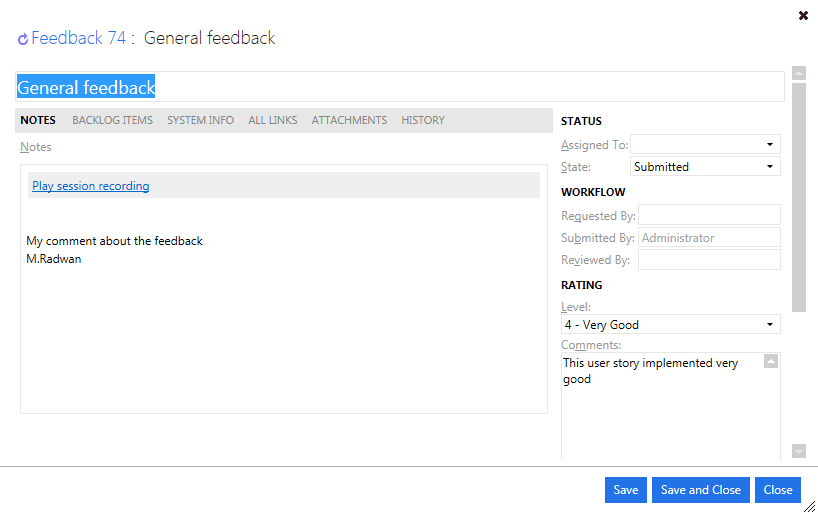 Feedback 74 : General feedback
General feedback
NOTES BACKLOG ITEMS SYSTEM INFO ALL LINKS ATTACHMENTS HISTORY
Notes
Play session recording
My comment about the feedback
M.Radwan
STATUS
Assigned To:
State: Submitted
WORKFLOW
Requested By:
Submitted By: Administrator
Reviewed By:
RATING
Level:
4 - Very Good
Comments:
This user story implemented very
good
Save Save and Close Close